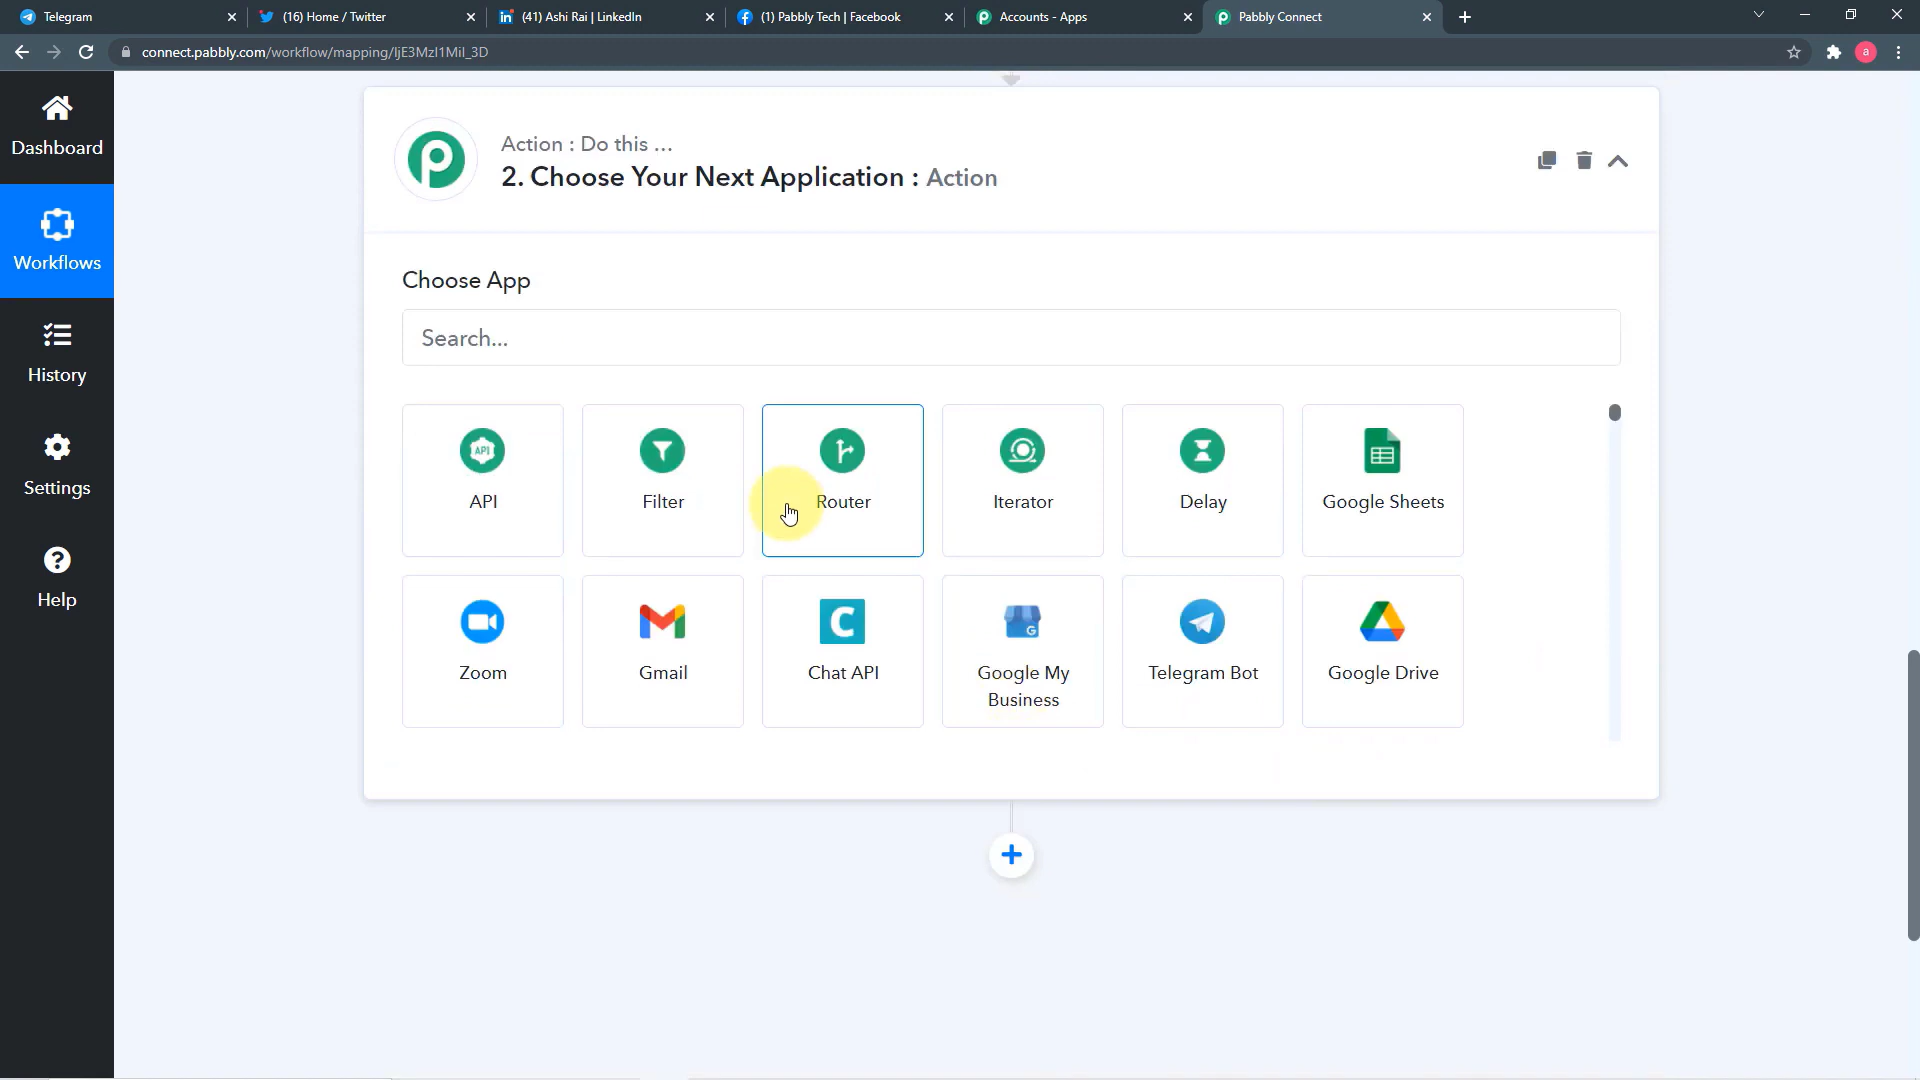 Telegram
(16) Home / Twitter
(41) Ashi Rai | LinkedIn
(1) Pabbly Tech | Facebook
Accounts - Apps
Pabbly Connect
connect.pabbly.com/workflow/mapping/IjE3MzI1MiI_3D
a
Dashboard
Workflows
History
Settings
Help
Action : Do this ...
2. Choose Your Next Application : Action
Choose App
Search...
API
API
Filter
Router
Iterator
Delay
Google Sheets
Zoom
Gmail
C
Chat API
G
Google My
Business
Telegram Bot
Google Drive